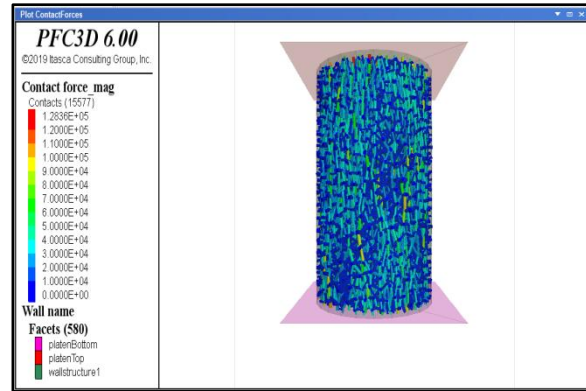 Plot ContactForces
PFC3D 6.00
©2019 Itasca Consulting Group, Inc.
Contact force_mag
Contacts (15577)
1.2836E+05
1.2000E+05
1.1000E+05
1.0000E+05
9.0000E+04
8.0000E+04
7.0000E+04
6.0000E+04
5.0000E+04
4.0000E+04
3.0000E+04
2.0000E+04
1.0000E+04
0.0000E+00
Wall name
Facets (580)
platenBottom
platenTop
wallstructure1